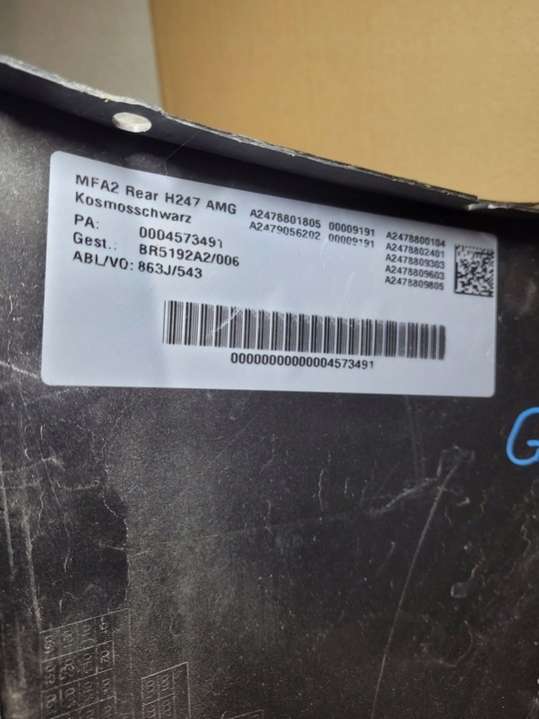 MFA2 Rear H247 AMG
Kosmosschwarz
PA: 0004573491
Gest.: BR5192A2/006
ABL/VO: 863J/543
A2478801805 00009191
A2479056202 00009191
A2478800104
A2478802401
A2478809303
A2478809603
A2478809805
00000000000004573491
G